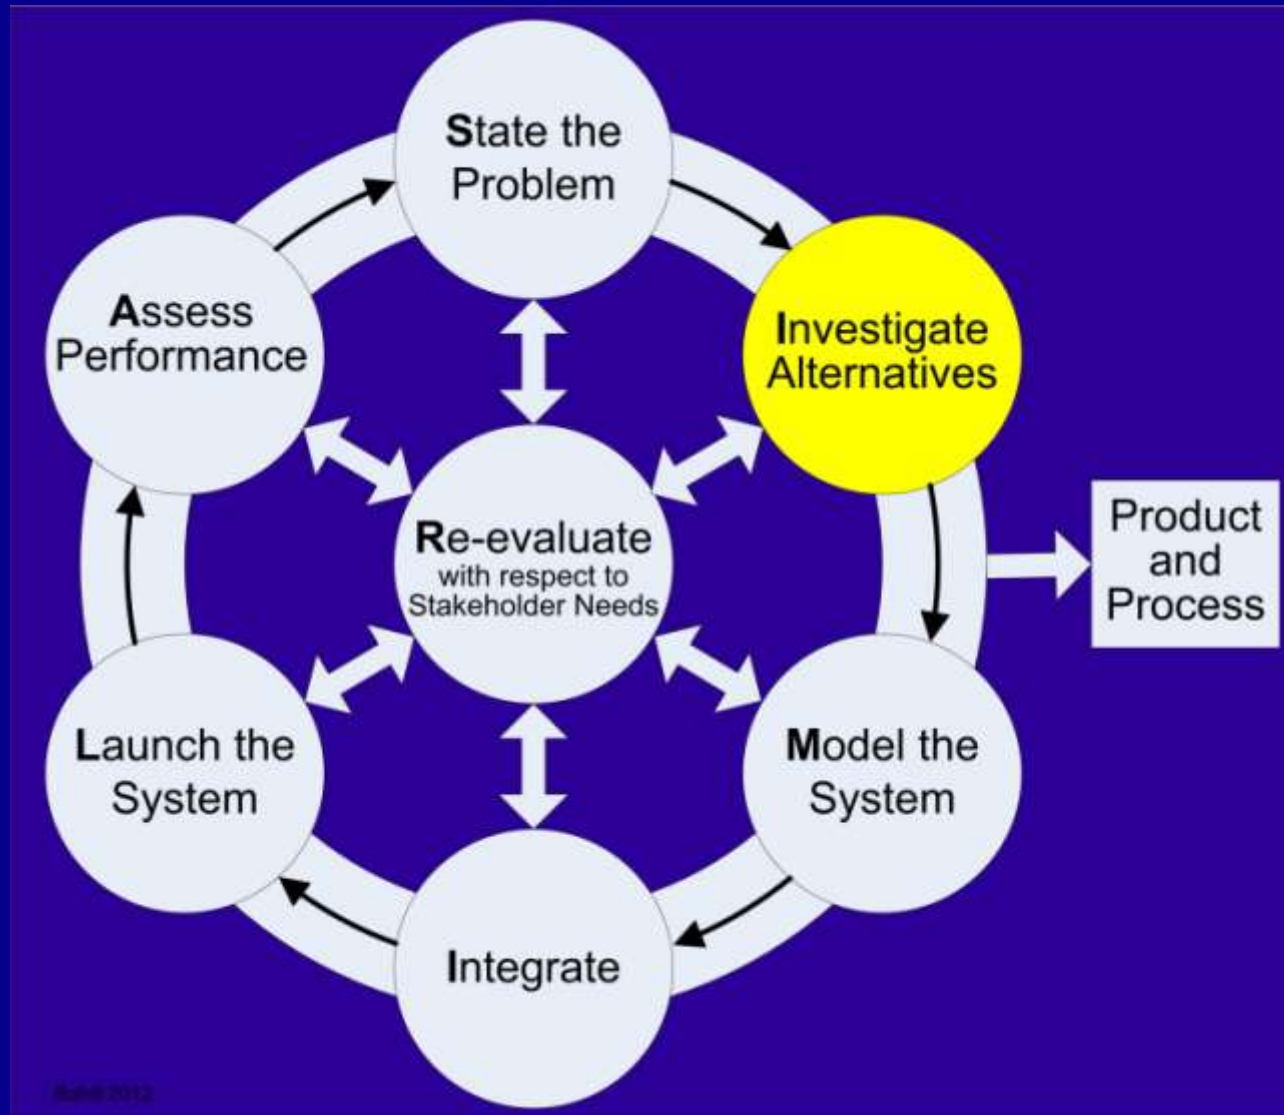 State the
Problem
Investigate
Alternatives
Assess
Performance
Re-evaluate
with respect to
Stakeholder Needs
Product
and
Process
Model the
System
Launch the
System
Integrate
2012